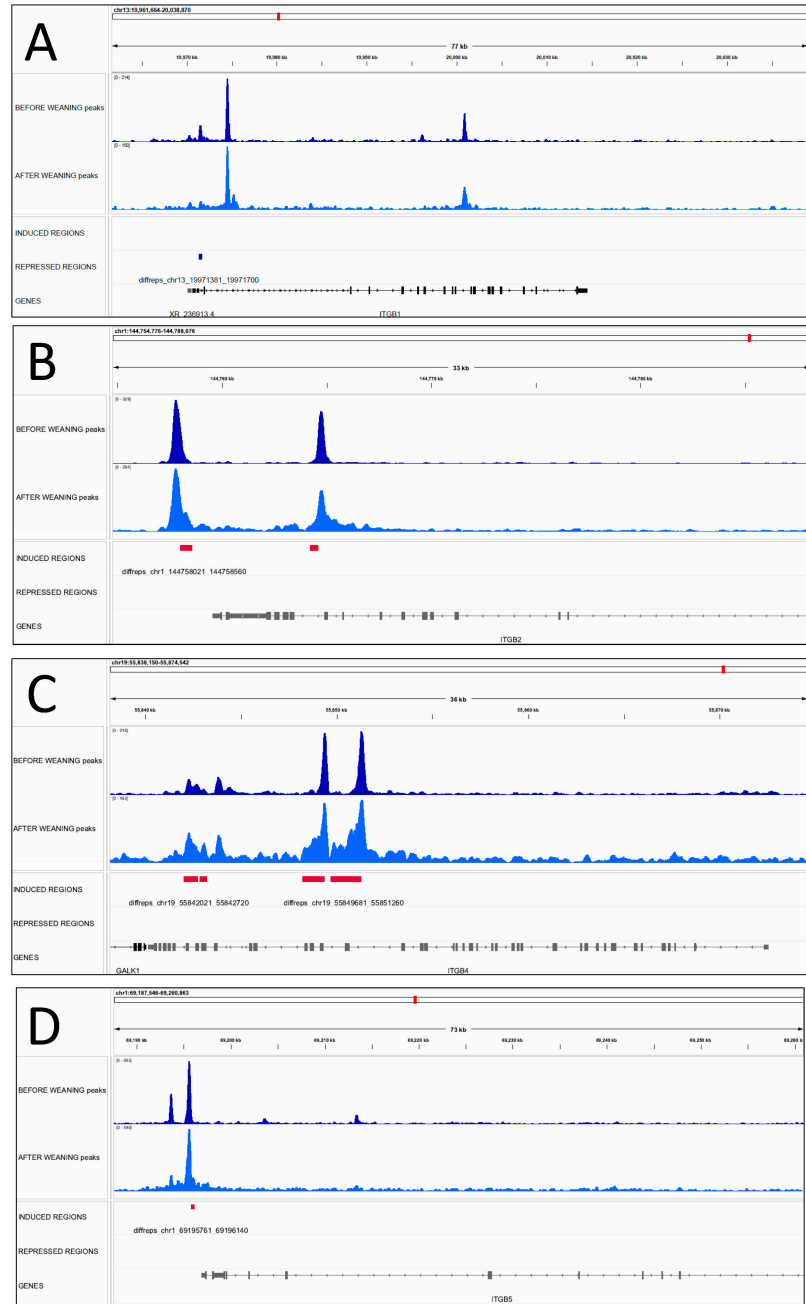 A
chr13:19,961,664-20,038,870
77 kb
19,970 kb 19,980 kb 19,990 kb 20,000 kb 20,010 kb 20,020 kb 20,030 kb
BEFORE WEANING peaks
AFTER WEANING peaks
INDUCED REGIONS
REPRESSED REGIONS
diffreps_chr13_19971381_19971700
GENES
XR_236913.4 ITGB1
B
chr1:144,754,776-144,788,076
33 kb
144,760 kb 144,770 kb 144,780 kb
BEFORE WEANING peaks
AFTER WEANING peaks
INDUCED REGIONS
diffreps_chr1_144758021_144758560
REPRESSED REGIONS
GENES
ITGB2
C
chr19:55,838,150-55,874,542
36 kb
55,840 kb 55,850 kb 55,860 kb 55,870 kb
BEFORE WEANING peaks
AFTER WEANING peaks
INDUCED REGIONS
diffreps_chr19_55842021_55842720 diffreps_chr19_55849681_55851260
REPRESSED REGIONS
GENES
GALK1 ITGB4
D
chr1:69,187,546-69,260,863
73 kb
69,190 kb 69,200 kb 69,210 kb 69,220 kb 69,230 kb 69,240 kb 69,250 kb 69,260 k
BEFORE WEANING peaks
AFTER WEANING peaks
INDUCED REGIONS
diffreps_chr1_69195761_69196140
REPRESSED REGIONS
GENES
ITGB5